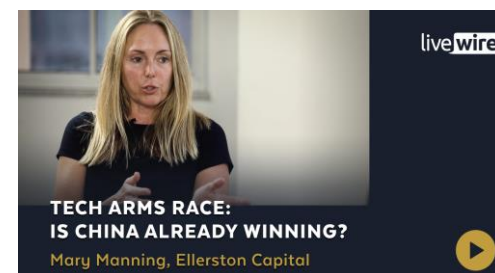 livewire
TECH ARMS RACE:
IS CHINA ALREADY WINNING?
Mary Manning, Ellerston Capital